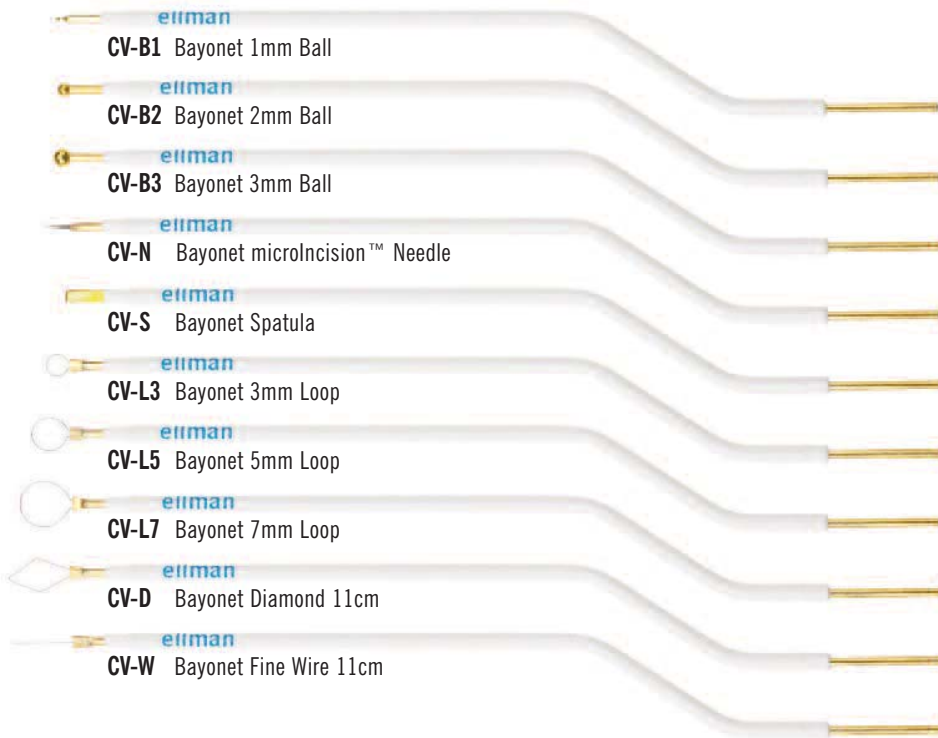 ellman
CV-B1 Bayonet 1mm Ball
ellman
CV-B2 Bayonet 2mm Ball
ellman
CV-B3 Bayonet 3mm Ball
ellman
CV-N Bayonet microIncision™ Needle
ellman
CV-S Bayonet Spatula
ellman
CV-L3 Bayonet 3mm Loop
ellman
CV-L5 Bayonet 5mm Loop
ellman
CV-L7 Bayonet 7mm Loop
ellman
CV-D Bayonet Diamond 11cm
ellman
CV-W Bayonet Fine Wire 11cm